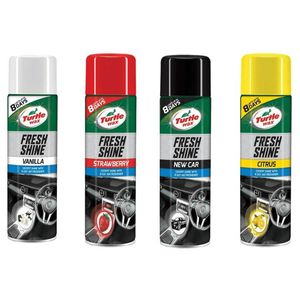 8 DAYS
Turtle
wax
FRESH
SHINE
VANILLA
8 DAYS
Turtle
wax
FRESH
SHINE
STRAWBERRY
8 DAYS
Turtle
wax
FRESH
SHINE
NEW CAR
8 DAYS
Turtle
wax
FRESH
SHINE
CITRUS